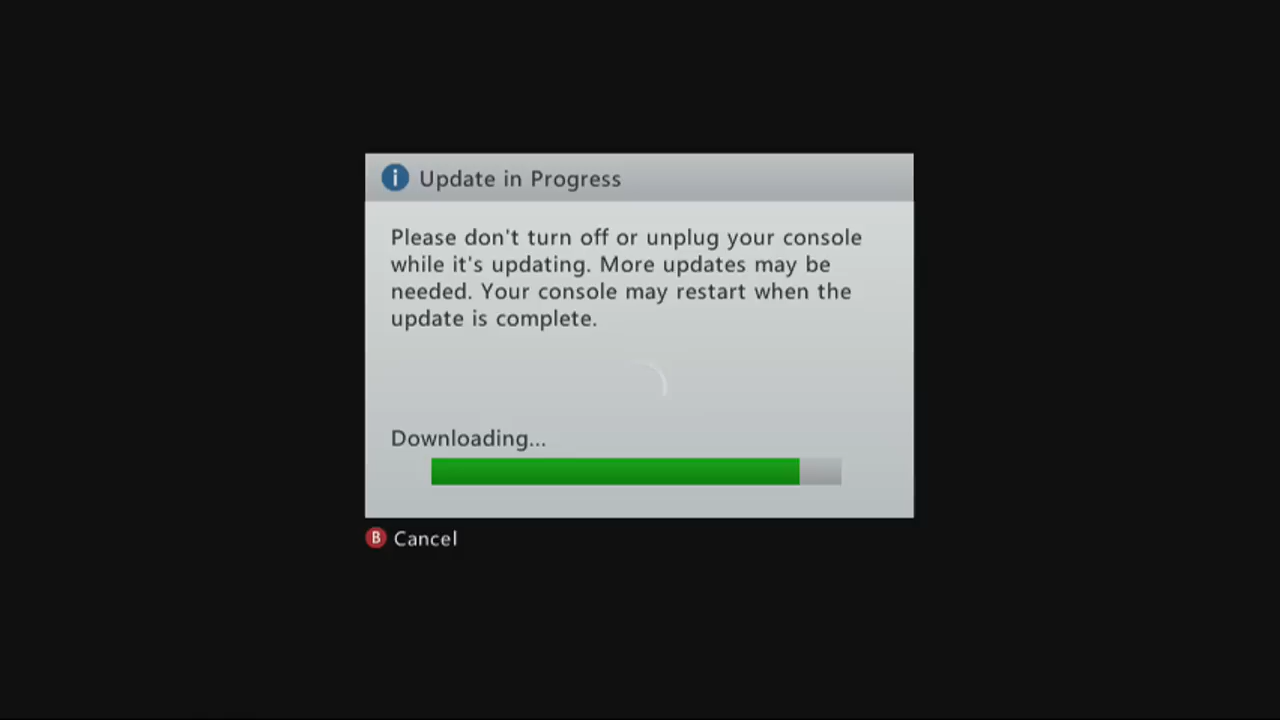 i Update in Progress
Please don't turn off or unplug your console
while it's updating. More updates may be
needed. Your console may restart when the
update is complete.
Downloading...
B Cancel